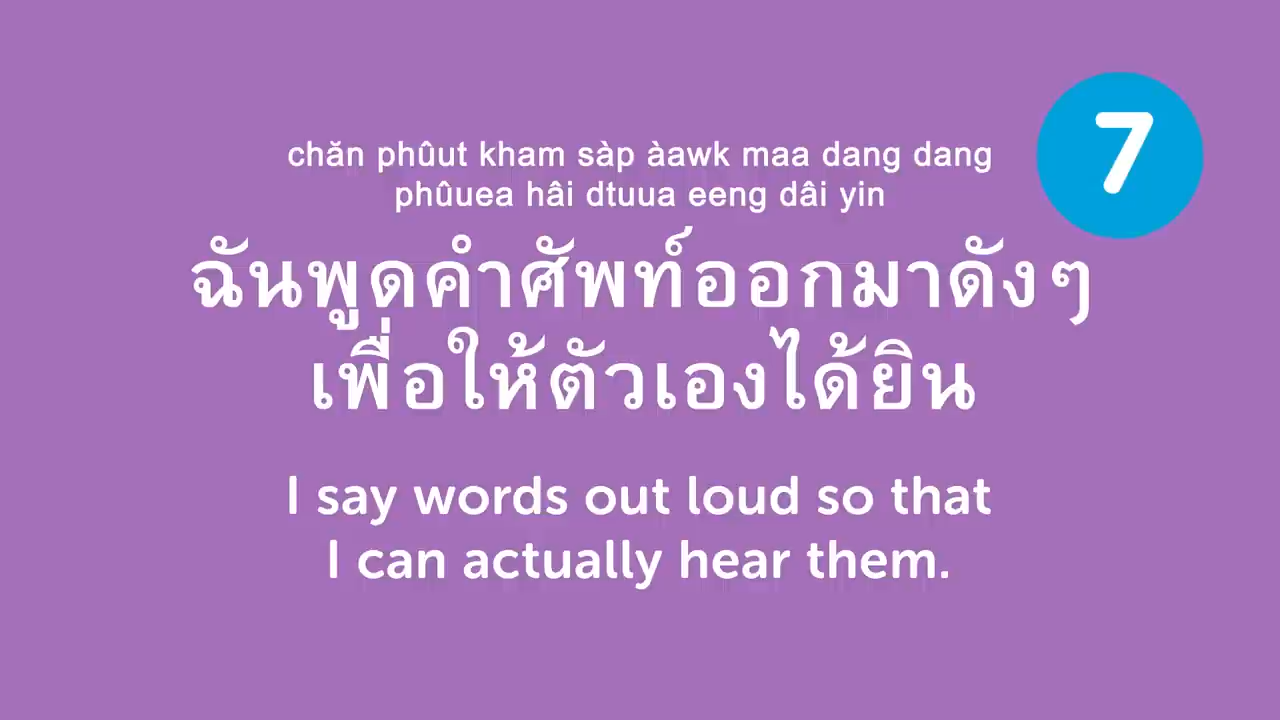 7
chăn phûut kham sàp àawk maa dang dang
phûuea hâi dtuua eeng dâi yin
ฉันพูดคำศัพท์ออกมาดังๆ
เพื่อให้ตัวเองได้ยิน
I say words out loud so that
I can actually hear them.